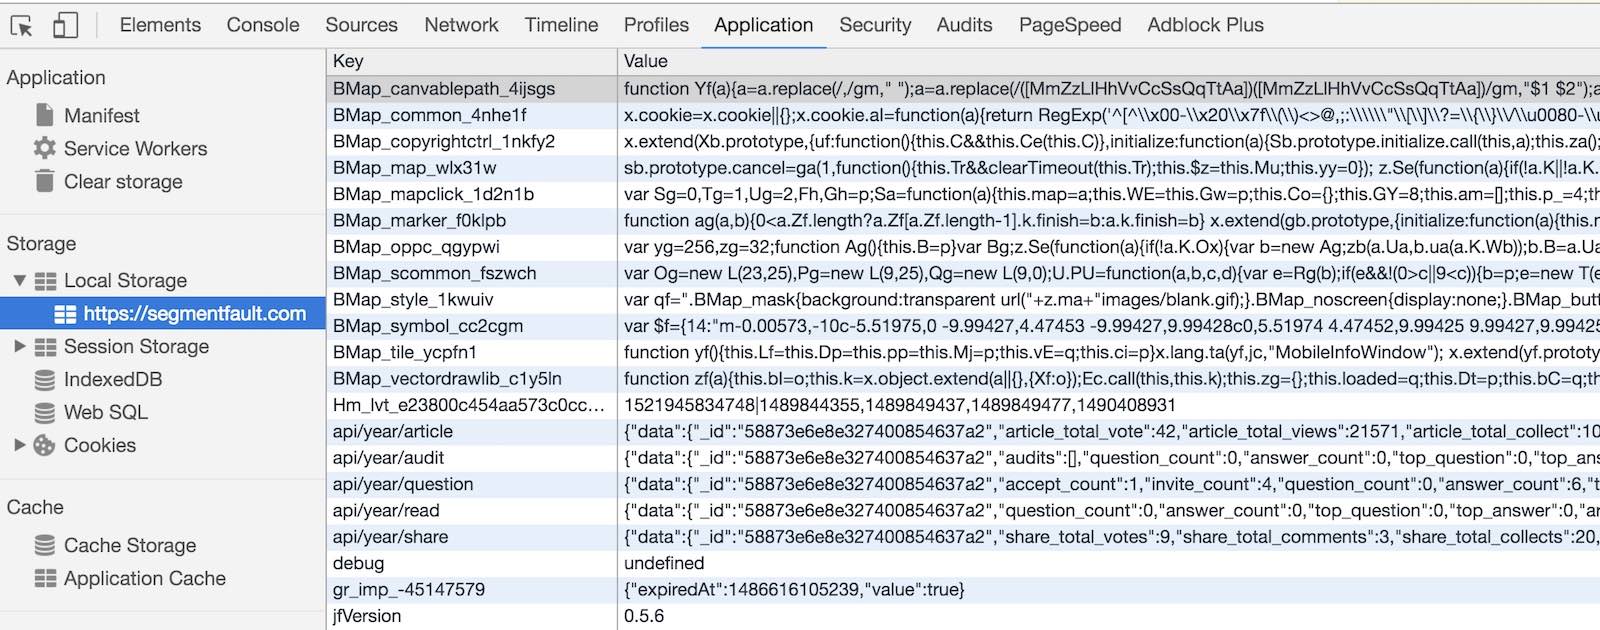 Elements Console Sources Network Timeline Profiles Application Security Audits PageSpeed Adblock Plus
Application
Manifest
Service Workers
Clear storage
Storage
Local Storage
https://segmentfault.com
Session Storage
IndexedDB
Web SQL
Cookies
Cache
Cache Storage
Application Cache
Key Value
BMap_canvablepath_4ijsgs function Yf(a){a=a.replace(/,/gm," ");a=a.replace(/([MmZzLlHhVvCcSsQqTtAa])([MmZzLlHhVvCcSsQqTtAa])/gm,"$1 $2");a
BMap_common_4nhe1f x.cookie=x.cookie||{};x.cookie.al=function(a){return RegExp('^[^\\x00-\\x20\\x7f\\(\\)<>@,;:\\\\\\"\\[\\]\\?=\\{\\}\\/\\u0080-\\u
BMap_copyrightctrl_1nkfy2 x.extend(Xb.prototype,{uf:function(){this.C&&this.Ce(this.C)},initialize:function(a){Sb.prototype.initialize.call(this,a);this.za();
BMap_map_wlx31w sb.prototype.cancel=ga(1,function(){this.Tr&&clearTimeout(this.Tr);this.$z=this.Mu;this.yy=0}); z.Se(function(a){if(!a.K||!a.K.
BMap_mapclick_1d2n1b var Sg=0,Tg=1,Ug=2,Fh,Gh=p;Sa=function(a){this.map=a;this.WE=this.Gw=p;this.Co={};this.GY=8;this.am=[];this.p_=4;th
BMap_marker_f0klpb function ag(a,b){0<a.Zf.length?a.Zf[a.Zf.length-1].k.finish=b:a.k.finish=b} x.extend(gb.prototype,{initialize:function(a){this.m
BMap_oppc_qgypwi var yg=256,zg=32;function Ag(){this.B=p}var Bg;z.Se(function(a){if(!a.K.Ox){var b=new Ag;zb(a.Ua,b.ua(a.K.Wb));b.B=a.Ua
BMap_scommon_fszwch var Og=new L(23,25),Pg=new L(9,25),Qg=new L(9,0);U.PU=function(a,b,c,d){var e=Rg(b);if(e&&!(0>c||9<c)){b=p;e=new T(e
BMap_style_1kwuiv var qf=".BMap_mask{background:transparent url("+z.ma+"images/blank.gif);}.BMap_noscreen{display:none;}.BMap_butt
BMap_symbol_cc2cgm var $f={14:"m-0.00573,-10c-5.51975,0 -9.99427,4.47453 -9.99427,9.99428c0,5.51974 4.47452,9.99425 9.99427,9.99425
BMap_tile_ycpfn1 function yf(){this.Lf=this.Dp=this.pp=this.Mj=p;this.vE=q;this.ci=p}x.lang.ta(yf,jc,"MobileInfoWindow"); x.extend(yf.prototy
BMap_vectordrawlib_c1y5ln function zf(a){this.bl=o;this.k=x.object.extend(a||{},{Xf:o});Ec.call(this,this.k);this.zg={};this.loaded=q;this.Dt=p;this.bC=q;th
Hm_lvt_e23800c454aa573c0cc… 1521945834748|1489844355,1489849437,1489849477,1490408931
api/year/article {"data":{"_id":"58873e6e8e327400854637a2","article_total_vote":42,"article_total_views":21571,"article_total_collect":10
api/year/audit {"data":{"_id":"58873e6e8e327400854637a2","audits":[],"question_count":0,"answer_count":0,"top_question":0,"top_ans
api/year/question {"data":{"_id":"58873e6e8e327400854637a2","accept_count":1,"invite_count":4,"question_count":0,"answer_count":6,"t
api/year/read {"data":{"_id":"58873e6e8e327400854637a2","question_count":0,"answer_count":0,"top_question":0,"top_answer":0,"ar
api/year/share {"data":{"_id":"58873e6e8e327400854637a2","share_total_votes":9,"share_total_comments":3,"share_total_collects":20,
debug undefined
gr_imp_-45147579 {"expiredAt":1486616105239,"value":true}
jfVersion 0.5.6